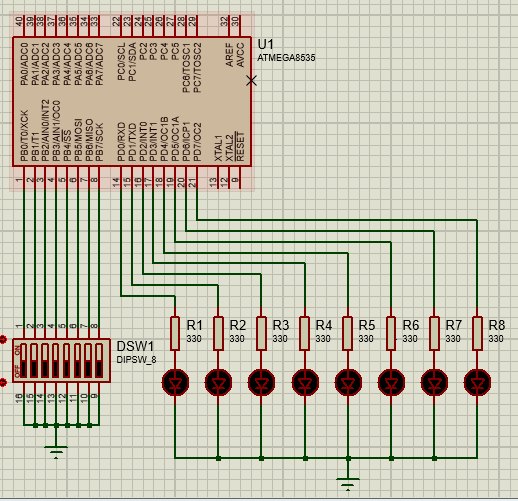 40 39 38 37 36 35 34 33 22 23 24 25 26 27 28 29 32 30
PA0/ADC0
PA1/ADC1
PA2/ADC2
PA3/ADC3
PA4/ADC4
PA5/ADC5
PA6/ADC6
PA7/ADC7
PC0/SCL
PC1/SDA
PC2
PC3
PC4
PC5
PC6/TOSC1
PC7/TOSC2
AREF
AVCC
U1
ATMEGA8535
PB0/T0/XCK
PB1/T1
PB2/AIN0/INT2
PB3/AIN1/OC0
PB4/SS
PB5/MOSI
PB6/MISO
PB7/SCK
PD0/RXD
PD1/TXD
PD2/INT0
PD3/INT1
PD4/OC1B
PD5/OC1A
PD6/ICP1
PD7/OC2
XTAL1
XTAL2
RESET
1 2 3 4 5 6 7 8 14 15 16 17 18 19 20 21 13 12 9
1 2 3 4 5 6 7 8
R1 R2 R3 R4 R5 R6 R7 R8
330 330 330 330 330 330 330 330
DSW1
DIPSW_8
ON
OFF
16 15 14 13 12 11 10 9